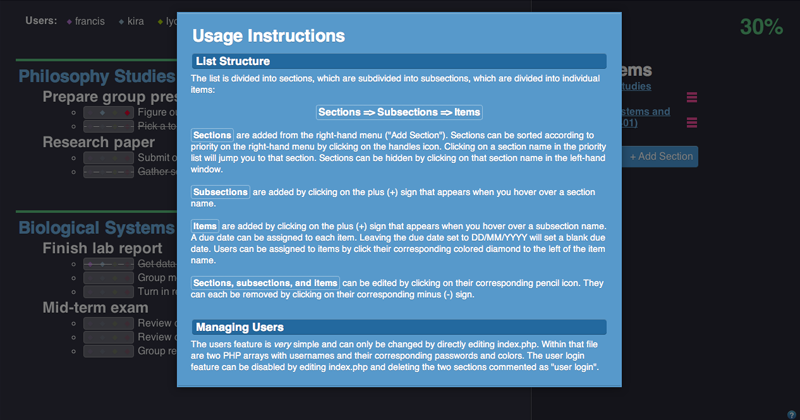 Users: francis kira
30%
Usage Instructions
List Structure
The list is divided into sections, which are subdivided into subsections, which are divided into individual
items:
Sections => Subsections => Items
Sections are added from the right-hand menu ("Add Section"). Sections can be sorted according to
priority on the right-hand menu by clicking on the handles icon. Clicking on a section name in the priority
list will jump you to that section. Sections can be hidden by clicking on that section name in the left-hand
window.
Subsections are added by clicking on the plus (+) sign that appears when you hover over a section
name.
Items are added by clicking on the plus (+) sign that appears when you hover over a subsection name.
A due date can be assigned to each item. Leaving the due date set to DD/MM/YYYY will set a blank due
date. Users can be assigned to items by click their corresponding colored diamond to the left of the item
name.
Sections, subsections, and items can be edited by clicking on their corresponding pencil icon. They
can each be removed by clicking on their corresponding minus (-) sign.
Managing Users
The users feature is very simple and can only be changed by directly editing index.php. Within that file
are two PHP arrays with usernames and their corresponding passwords and colors. The user login
feature can be disabled by editing index.php and deleting the two sections commented as "user login".
Philosophy Studies
Prepare group pres
Figure o
Pick a to
Research paper
Submit o
Gather s
Biological Systems
Finish lab report
Get data
Group m
Turn in r
Mid-term exam
Review
Review
Group re
ems
tudies
stems and
01)
+ Add Section
?